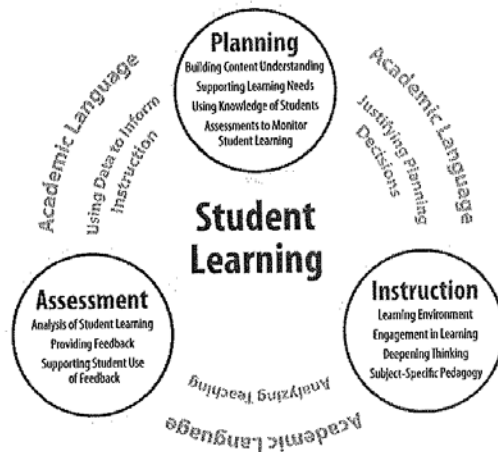 Planning
Building Content Understanding
Supporting Learning Needs
Using Knowledge of Students
Assessments to Monitor
Student Learning
Academic Language
Using Data to Inform
Instruction
Academic Language
Justifying Planning
Decisions
Student
Learning
Assessment
Analysis of Student Learning
Providing Feedback
Supporting Student Use
of Feedback
Instruction
Learning Environment
Engagement in Learning
Deepening Thinking
Subject-Specific Pedagogy
Analyzing Teaching
Academic Language